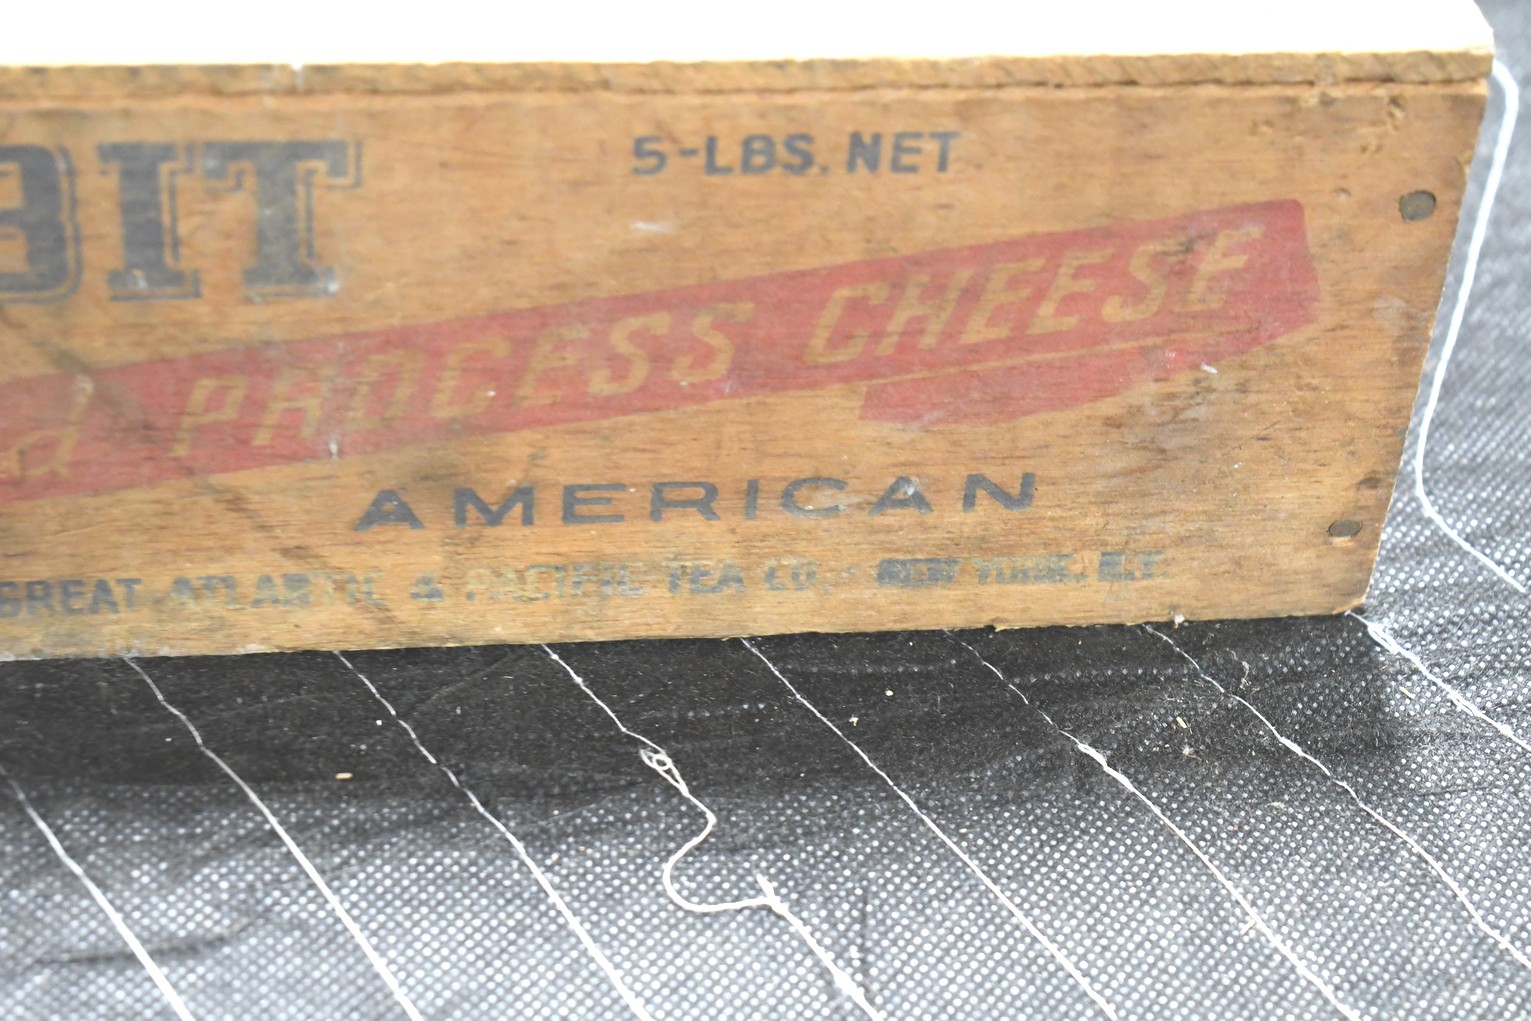 BIT
5-LBS. NET
d PROCESS CHEESE
AMERICAN
GREAT ATLANTIC & PACIFIC TEA CO. · NEW YORK, N.Y.